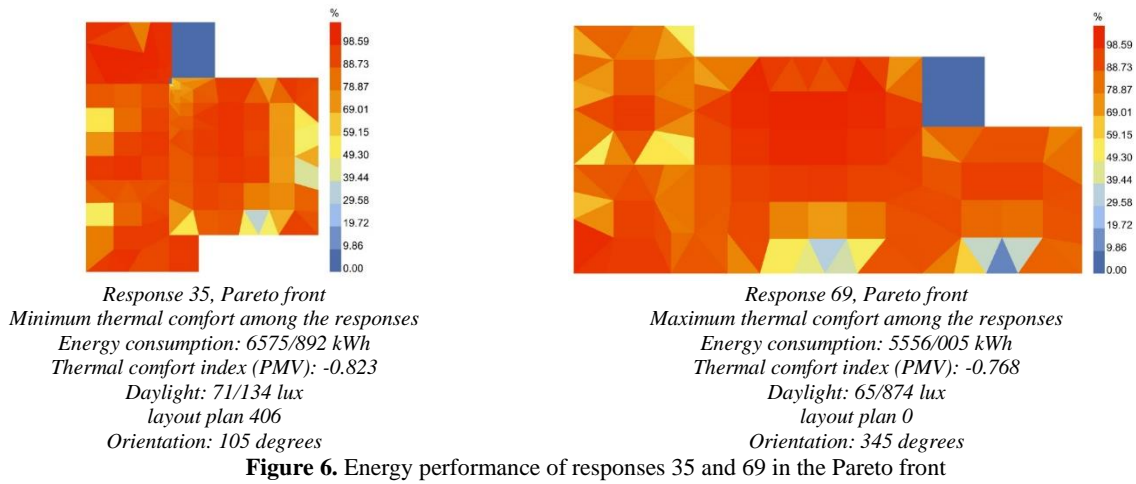 %
98.59
88.73
78.87
69.01
59.15
49.30
39.44
29.58
19.72
9.86
0.00
Response 35, Pareto front
Minimum thermal comfort among the responses
Energy consumption: 6575/892 kWh
Thermal comfort index (PMV): -0.823
Daylight: 71/134 lux
layout plan 406
Orientation: 105 degrees
%
98.59
88.73
78.87
69.01
59.15
49.30
39.44
29.58
19.72
9.86
0.00
Response 69, Pareto front
Maximum thermal comfort among the responses
Energy consumption: 5556/005 kWh
Thermal comfort index (PMV): -0.768
Daylight: 65/874 lux
layout plan 0
Orientation: 345 degrees
Figure 6. Energy performance of responses 35 and 69 in the Pareto front